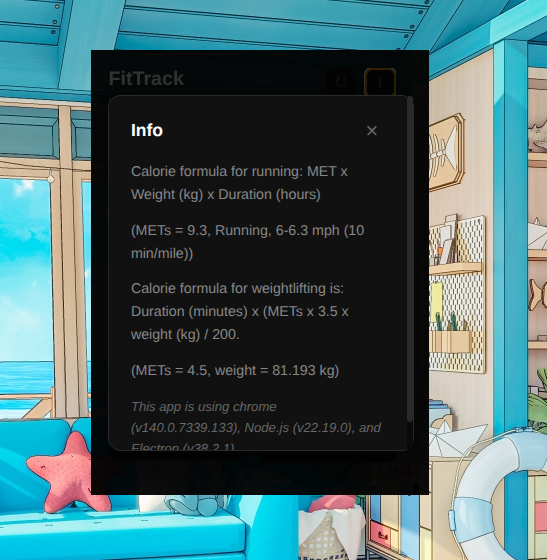 FitTrack
↻ i
Info ✕
Calorie formula for running: MET x
Weight (kg) x Duration (hours)
(METs = 9.3, Running, 6-6.3 mph (10
min/mile))
Calorie formula for weightlifting is:
Duration (minutes) x (METs x 3.5 x
weight (kg) / 200.
(METs = 4.5, weight = 81.193 kg)
This app is using chrome
(v140.0.7339.133), Node.js (v22.19.0), and
Electron (v38.2.1)